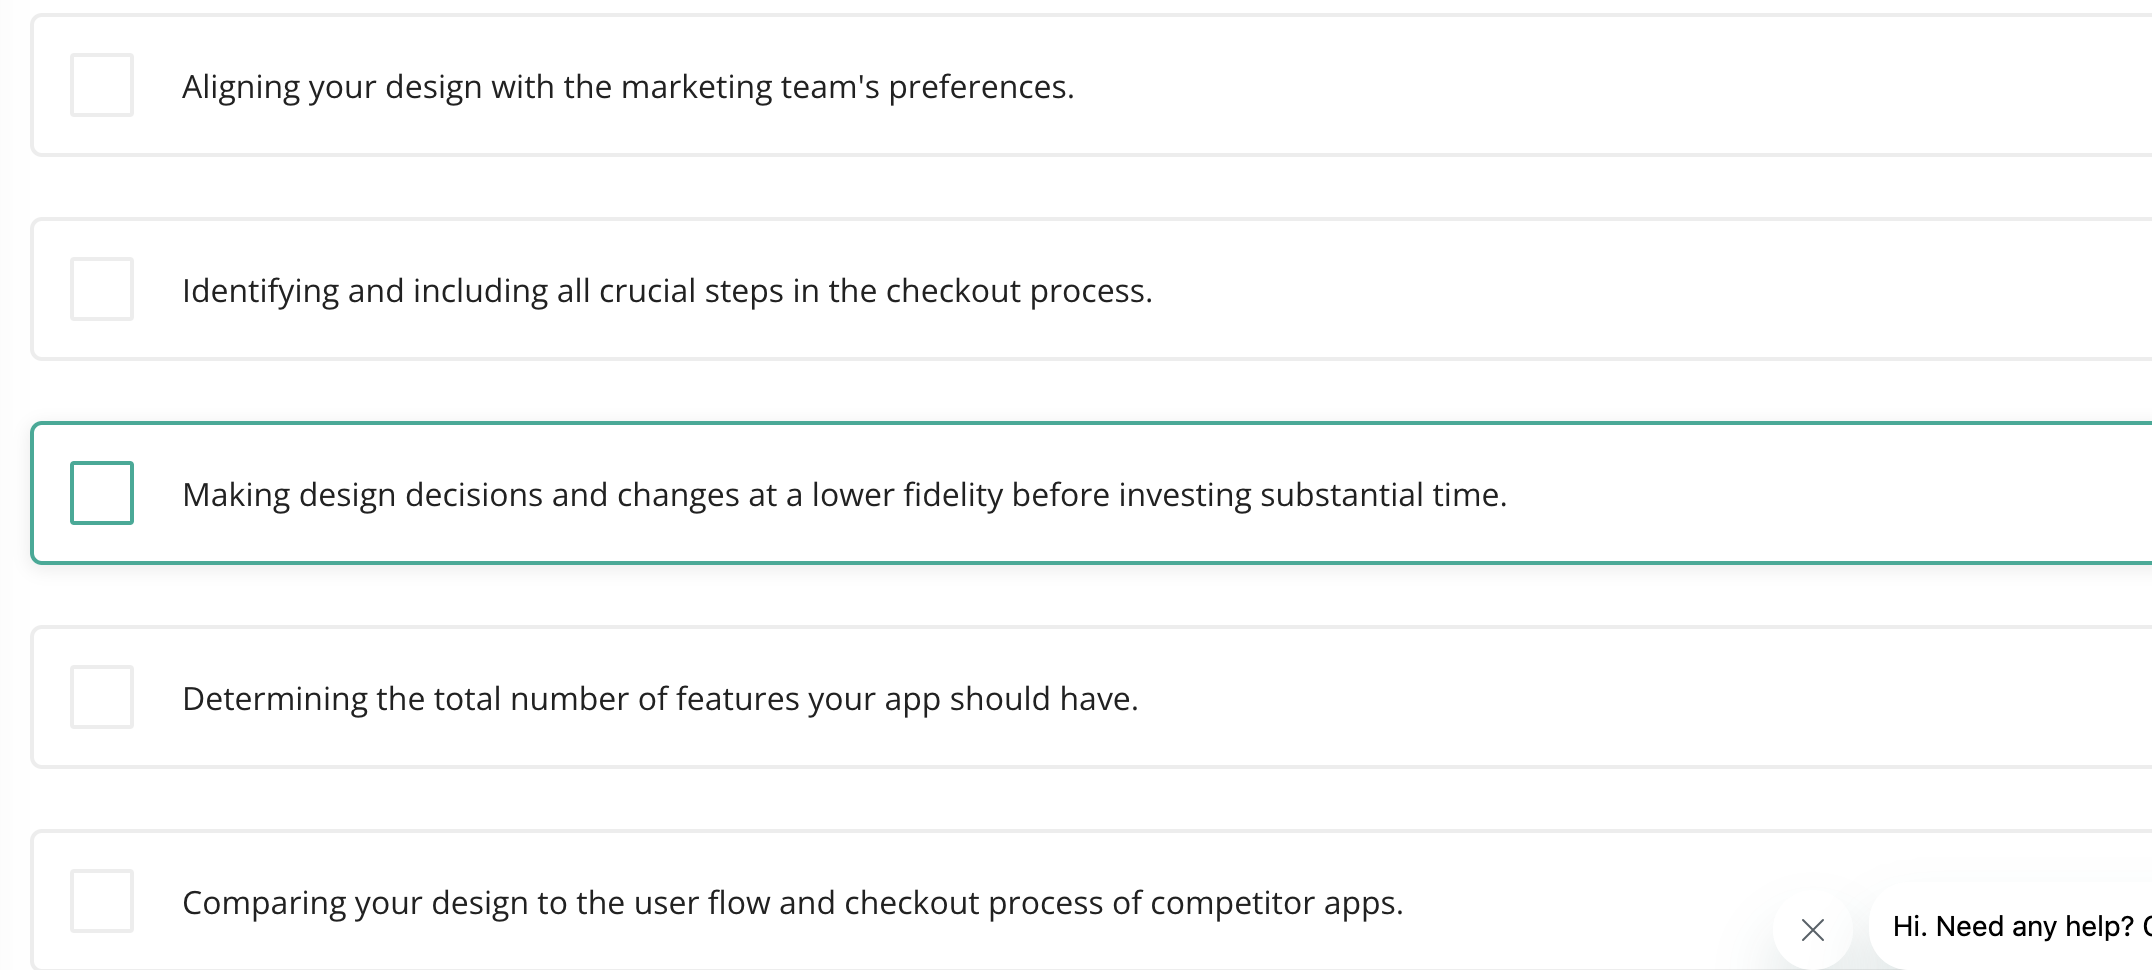 Aligning your design with the marketing team's preferences.
Identifying and including all crucial steps in the checkout process.
Making design decisions and changes at a lower fidelity before investing substantial time.
Determining the total number of features your app should have.
Comparing your design to the user flow and checkout process of competitor apps.
Hi. Need any help?